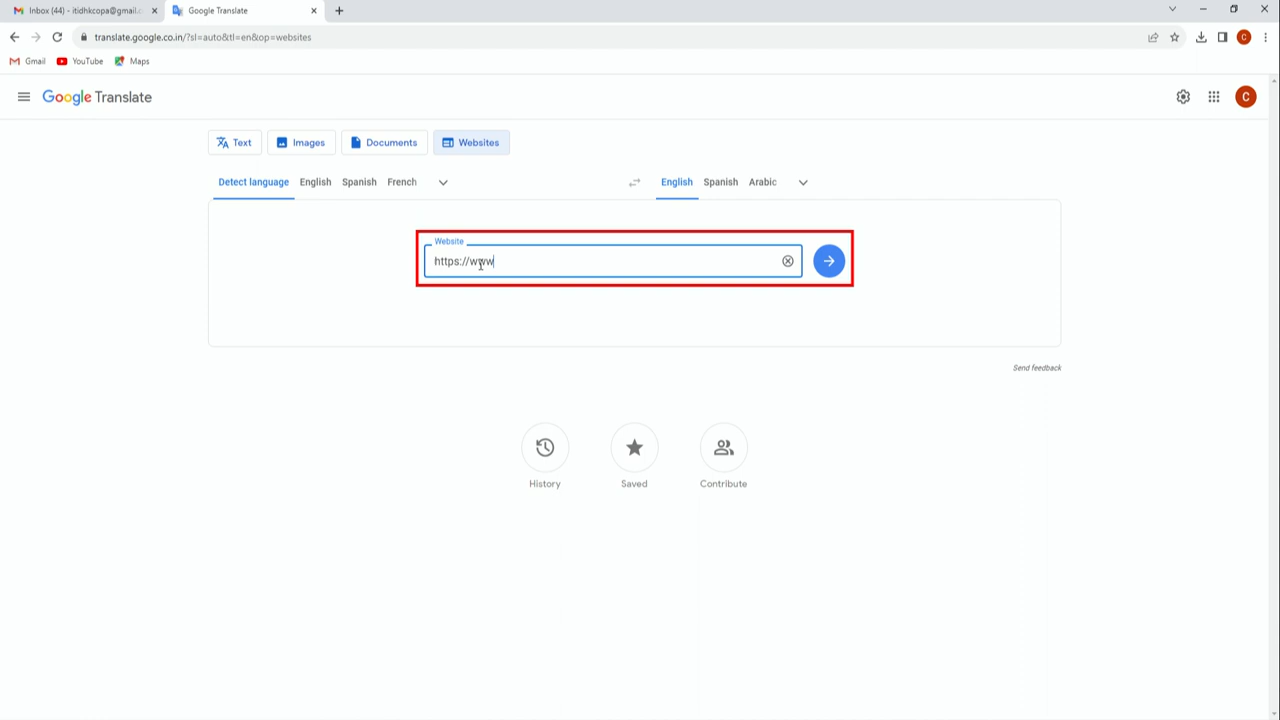 Inbox (44) - itidhkcopa@gmail.c
Google Translate
translate.google.co.in/?sl=auto&tl=en&op=websites
C
Gmail
YouTube
Maps
Google Translate
C
Text
Images
Documents
Websites
Detect language
English
Spanish
French
English
Spanish
Arabic
Website
https://www
Send feedback
History
Saved
Contribute